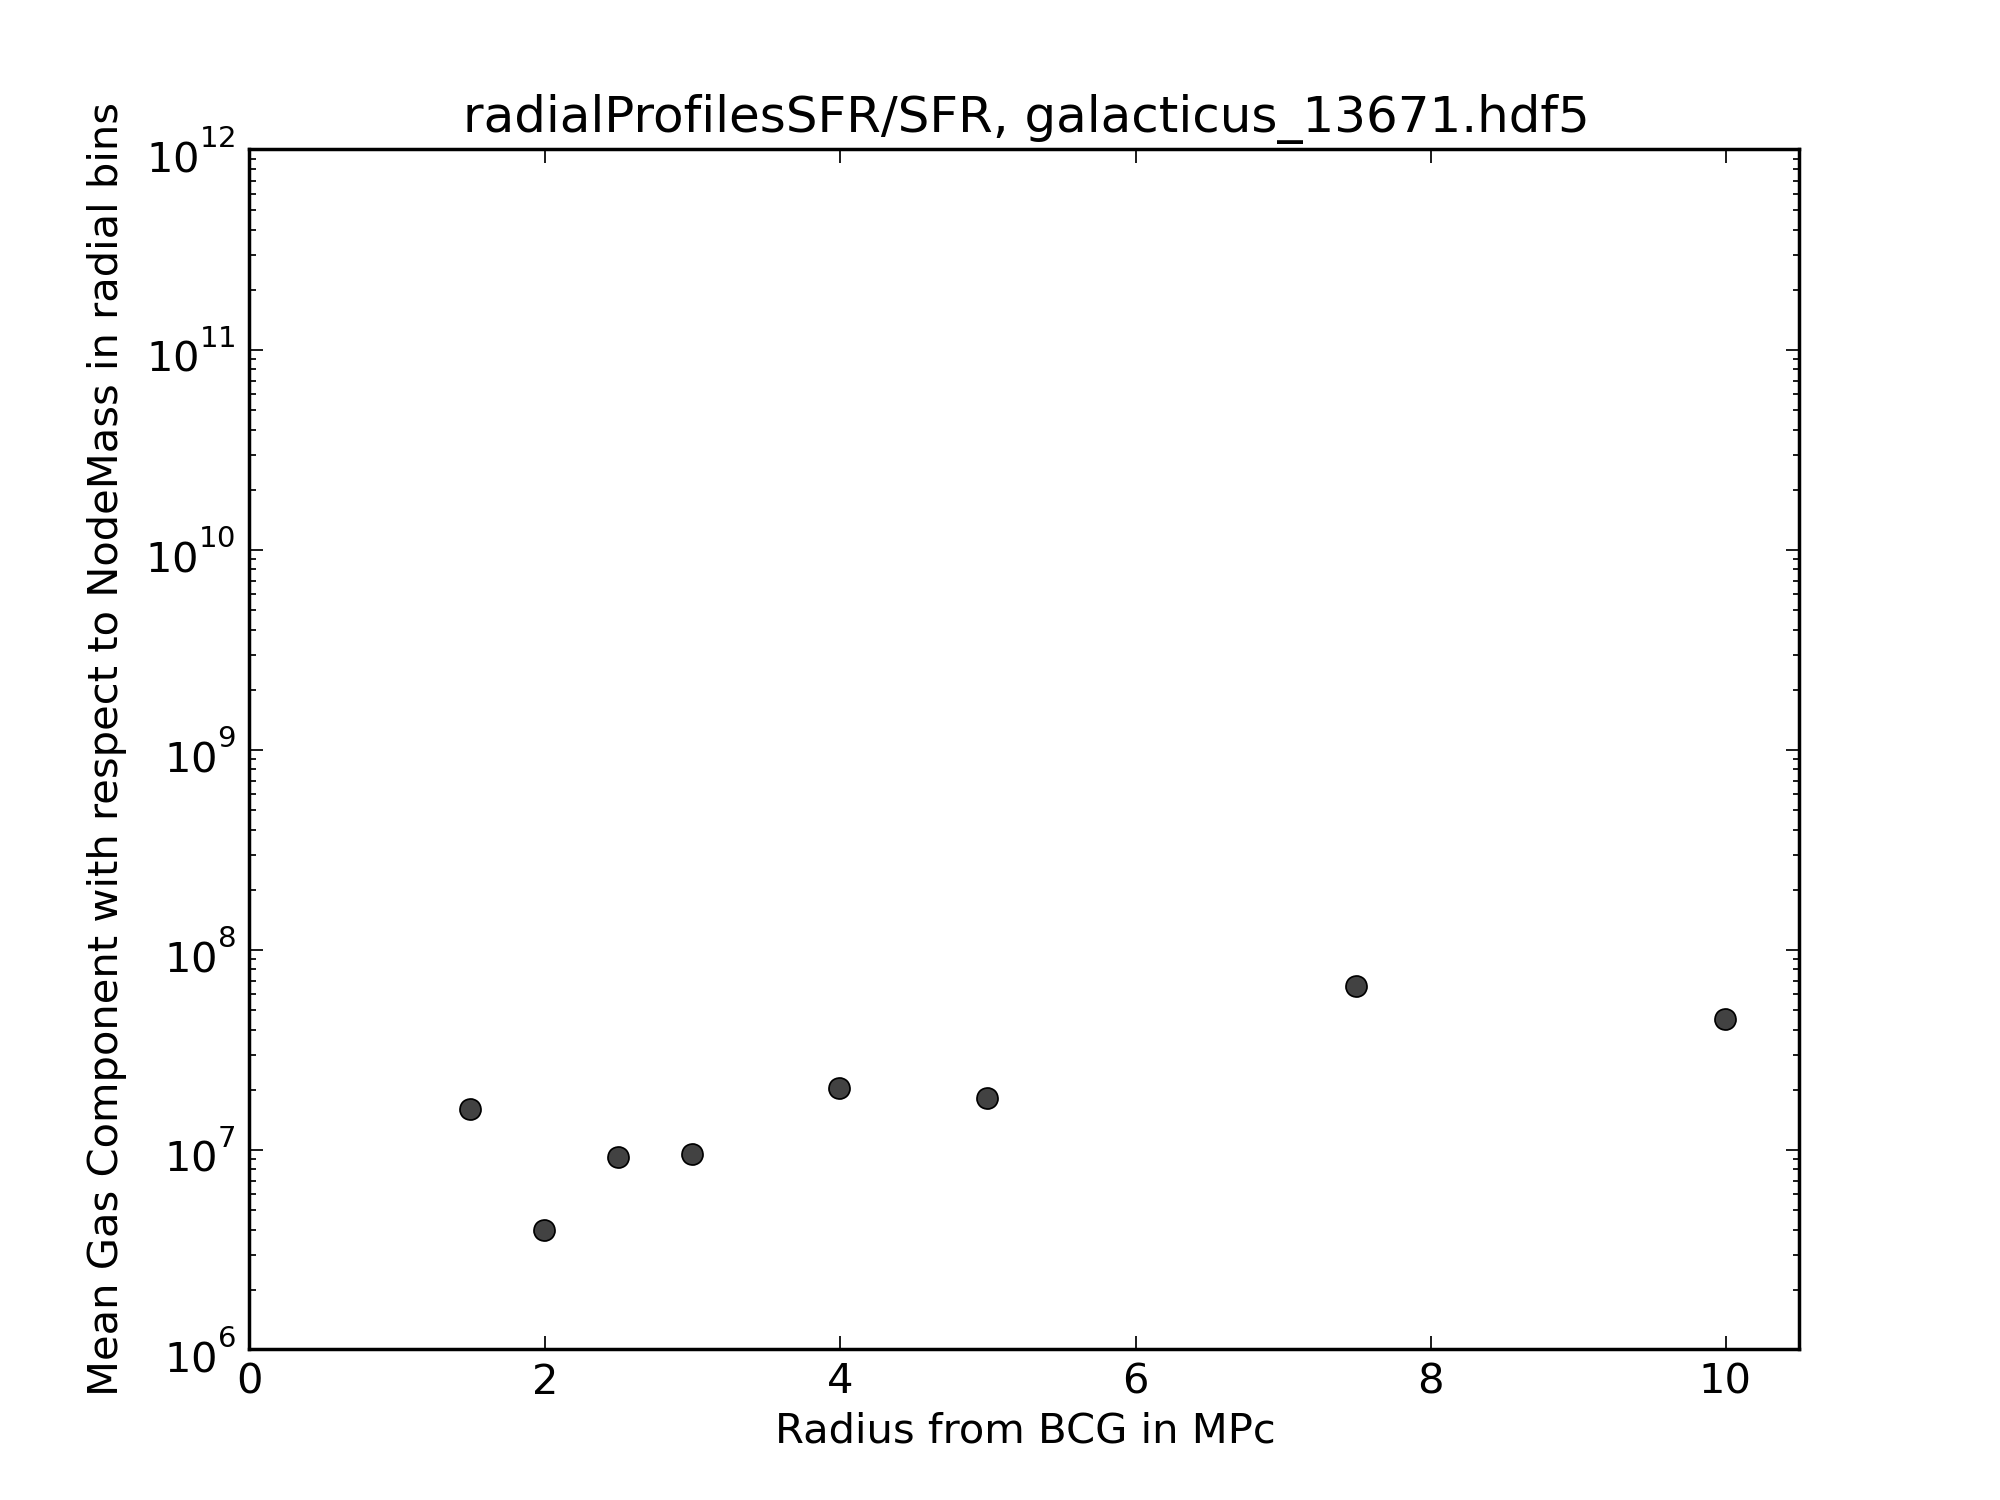 radialProfilesSFR/SFR, galacticus_13671.hdf5
Mean Gas Component with respect to NodeMass in radial bins
10^12
10^11
10^10
10^9
10^8
10^7
10^6
0 2 4 6 8 10
Radius from BCG in MPc